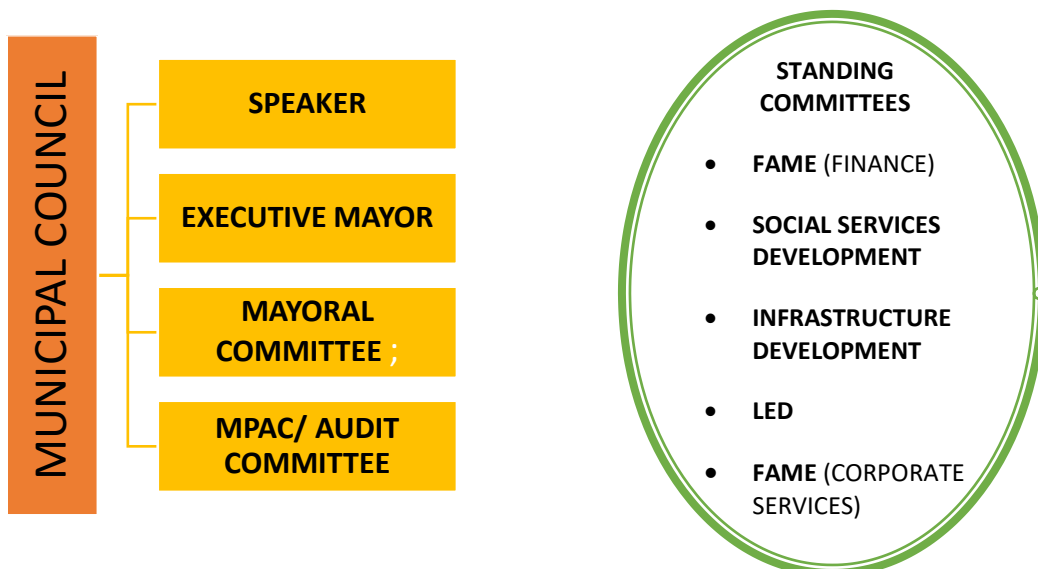 MUNICIPAL COUNCIL
SPEAKER
EXECUTIVE MAYOR
MAYORAL
COMMITTEE ;
MPAC/ AUDIT
COMMITTEE
STANDING
COMMITTEES
• FAME (FINANCE)
• SOCIAL SERVICES
DEVELOPMENT
• INFRASTRUCTURE
DEVELOPMENT
• LED
• FAME (CORPORATE
SERVICES)